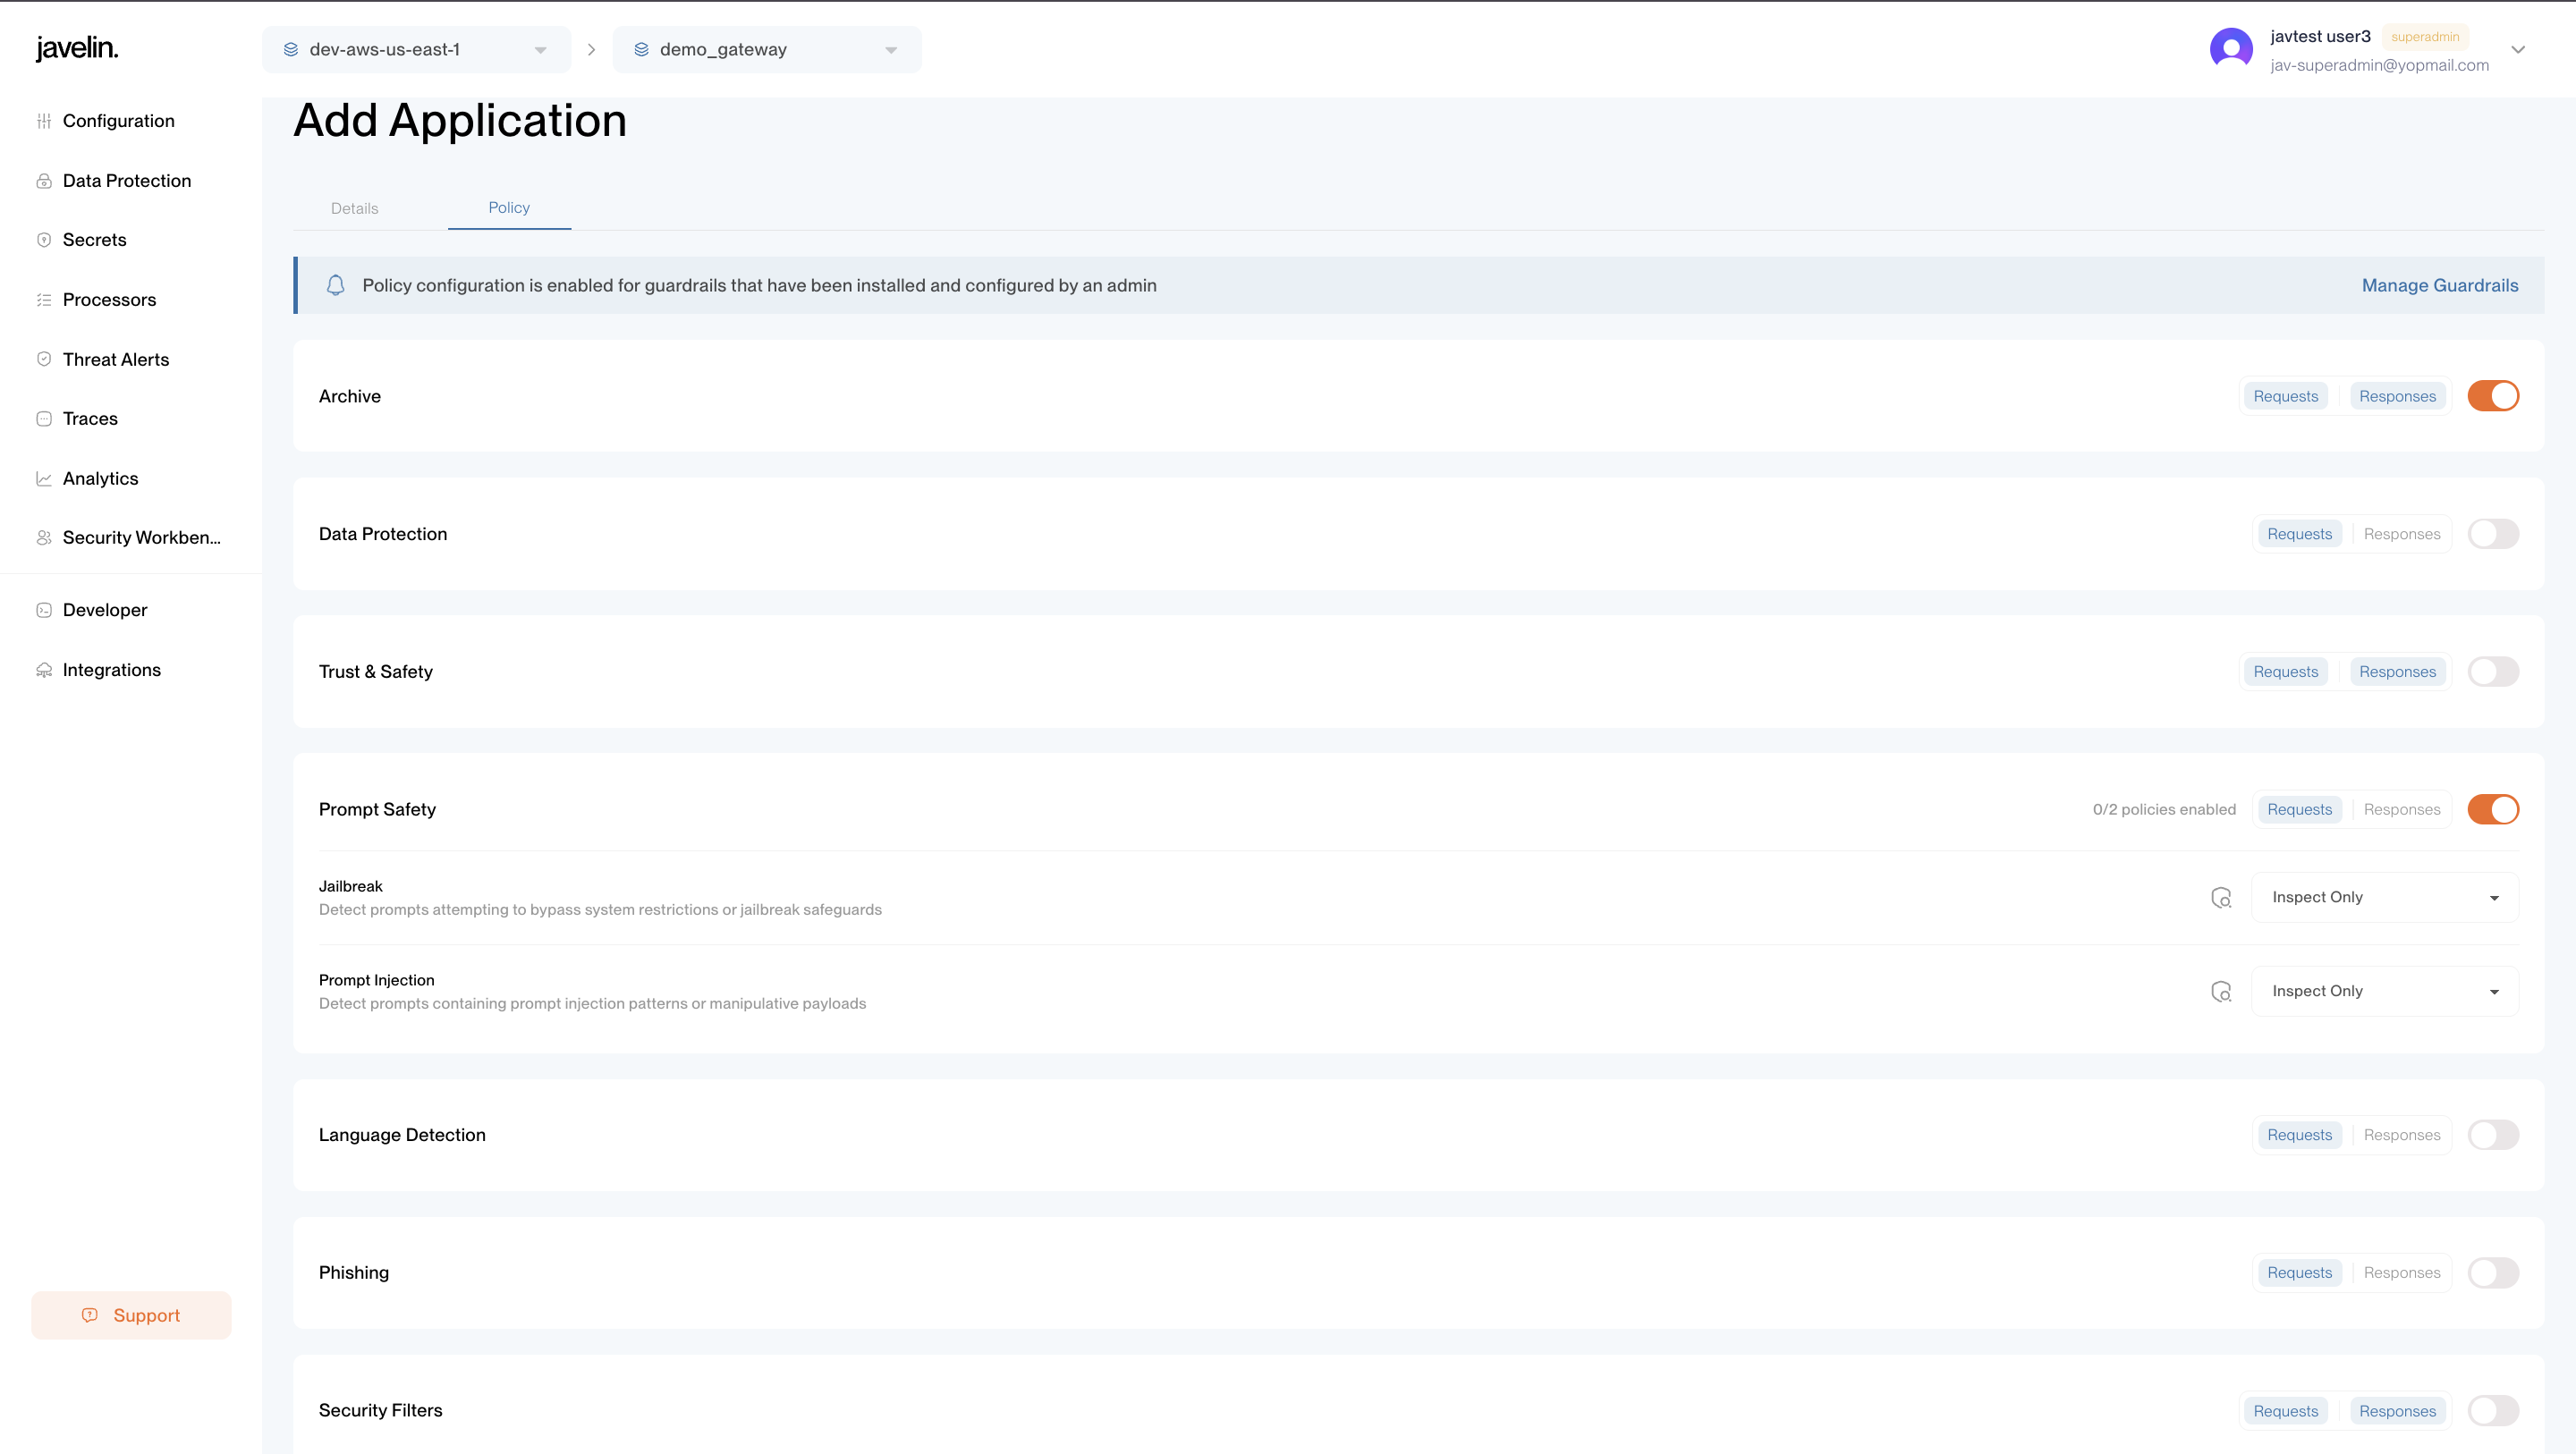 javelin.
dev-aws-us-east-1
demo_gateway
javtest user3 superadmin
jav-superadmin@yopmail.com
Configuration
Data Protection
Secrets
Processors
Threat Alerts
Traces
Analytics
Security Workben...
Developer
Integrations
Support
Add Application
Details Policy
Policy configuration is enabled for guardrails that have been installed and configured by an admin Manage Guardrails
Archive Requests Responses
Data Protection Requests Responses
Trust & Safety Requests Responses
Prompt Safety 0/2 policies enabled Requests Responses
Jailbreak
Detect prompts attempting to bypass system restrictions or jailbreak safeguards
Inspect Only
Prompt Injection
Detect prompts containing prompt injection patterns or manipulative payloads
Inspect Only
Language Detection Requests Responses
Phishing Requests Responses
Security Filters Requests Responses